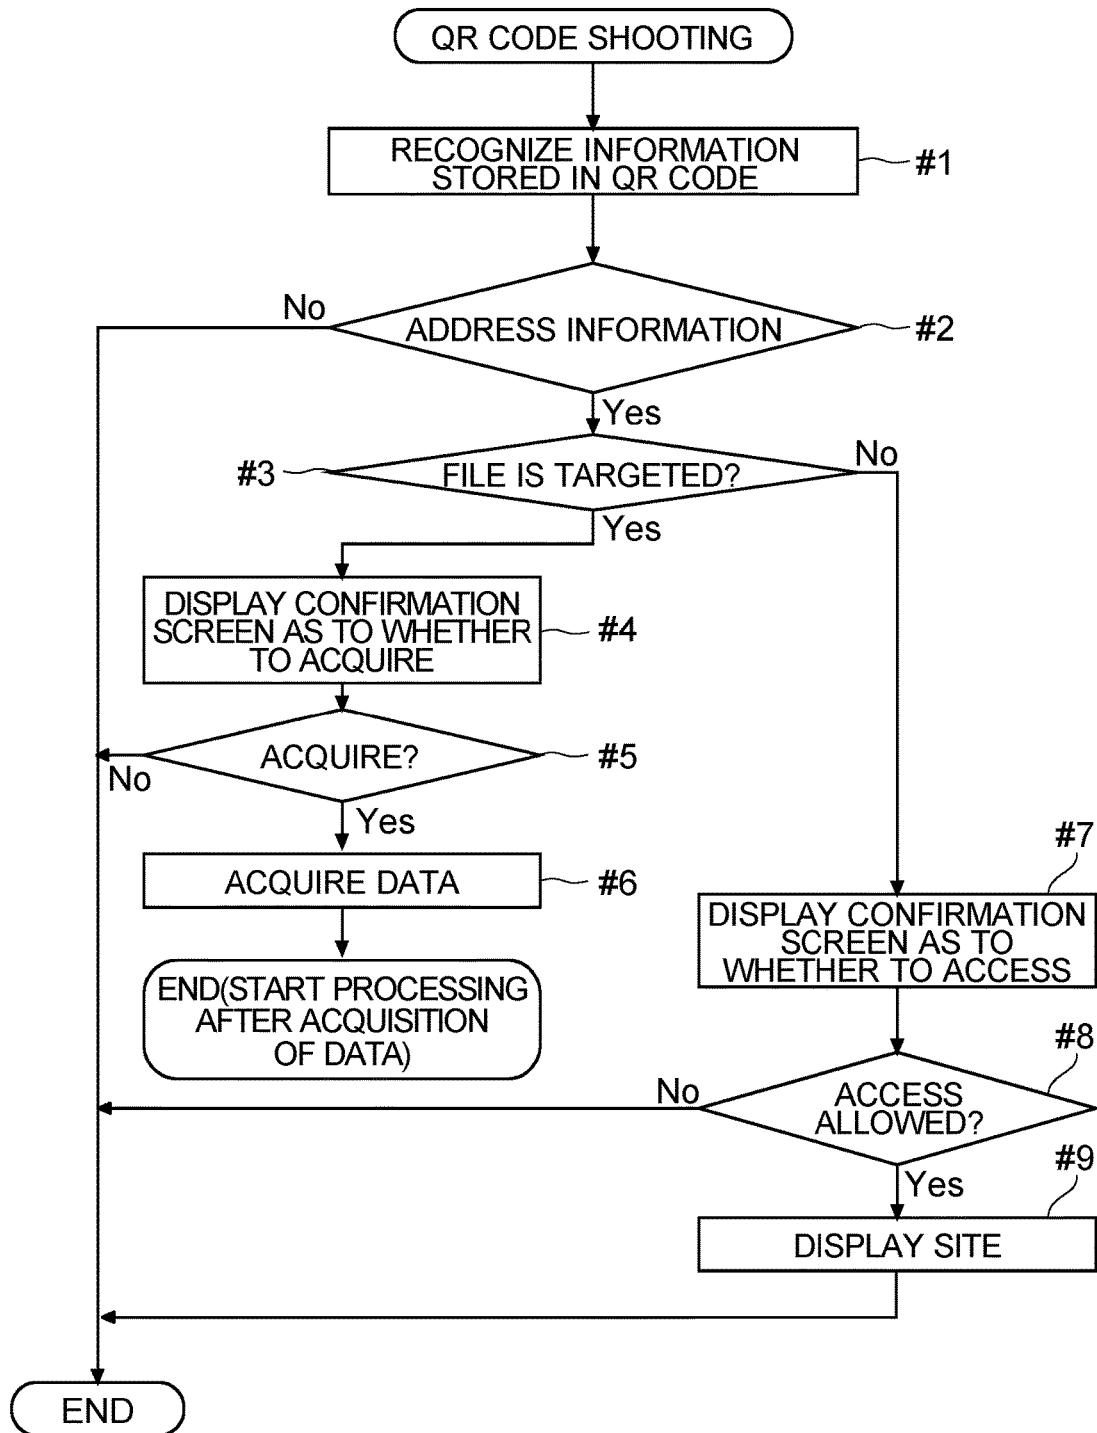 QR CODE SHOOTING
RECOGNIZE INFORMATION
STORED IN QR CODE
#1
No
ADDRESS INFORMATION
#2
Yes
#3
FILE IS TARGETED?
No
Yes
DISPLAY CONFIRMATION
SCREEN AS TO WHETHER
TO ACQUIRE
#4
ACQUIRE?
#5
No
Yes
ACQUIRE DATA
#6
END(START PROCESSING
AFTER ACQUISITION
OF DATA)
#7
DISPLAY CONFIRMATION
SCREEN AS TO
WHETHER TO ACCESS
#8
No
ACCESS
ALLOWED?
Yes
#9
DISPLAY SITE
END